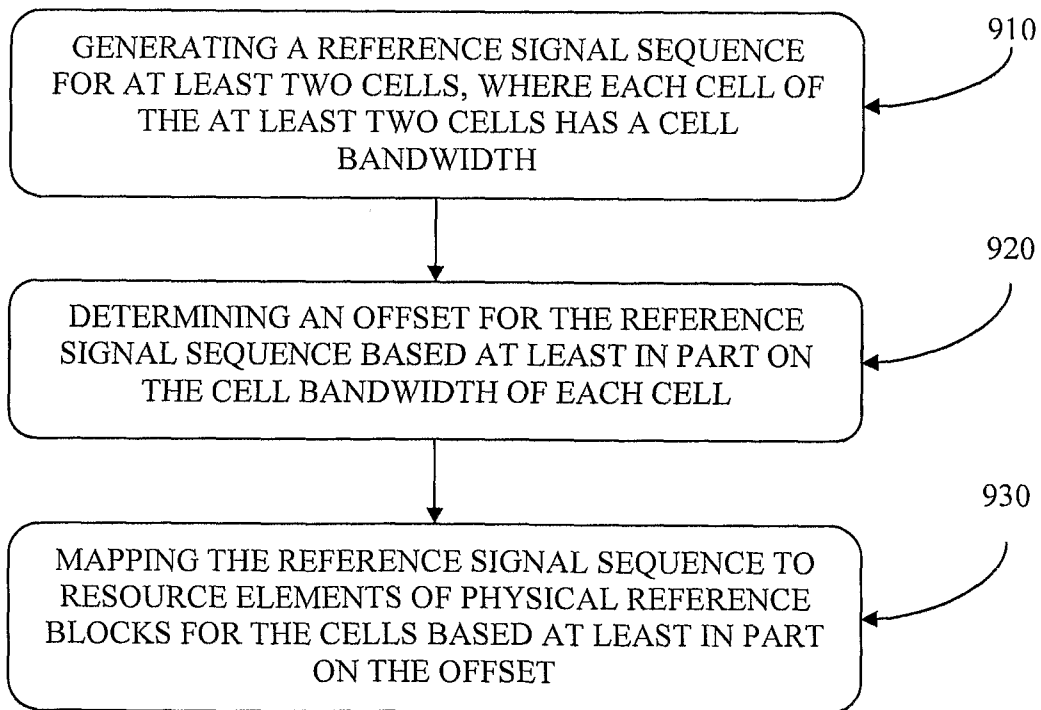 GENERATING A REFERENCE SIGNAL SEQUENCE
FOR AT LEAST TWO CELLS, WHERE EACH CELL OF
THE AT LEAST TWO CELLS HAS A CELL
BANDWIDTH
910
DETERMINING AN OFFSET FOR THE REFERENCE
SIGNAL SEQUENCE BASED AT LEAST IN PART ON
THE CELL BANDWIDTH OF EACH CELL
920
MAPPING THE REFERENCE SIGNAL SEQUENCE TO
RESOURCE ELEMENTS OF PHYSICAL REFERENCE
BLOCKS FOR THE CELLS BASED AT LEAST IN PART
ON THE OFFSET
930